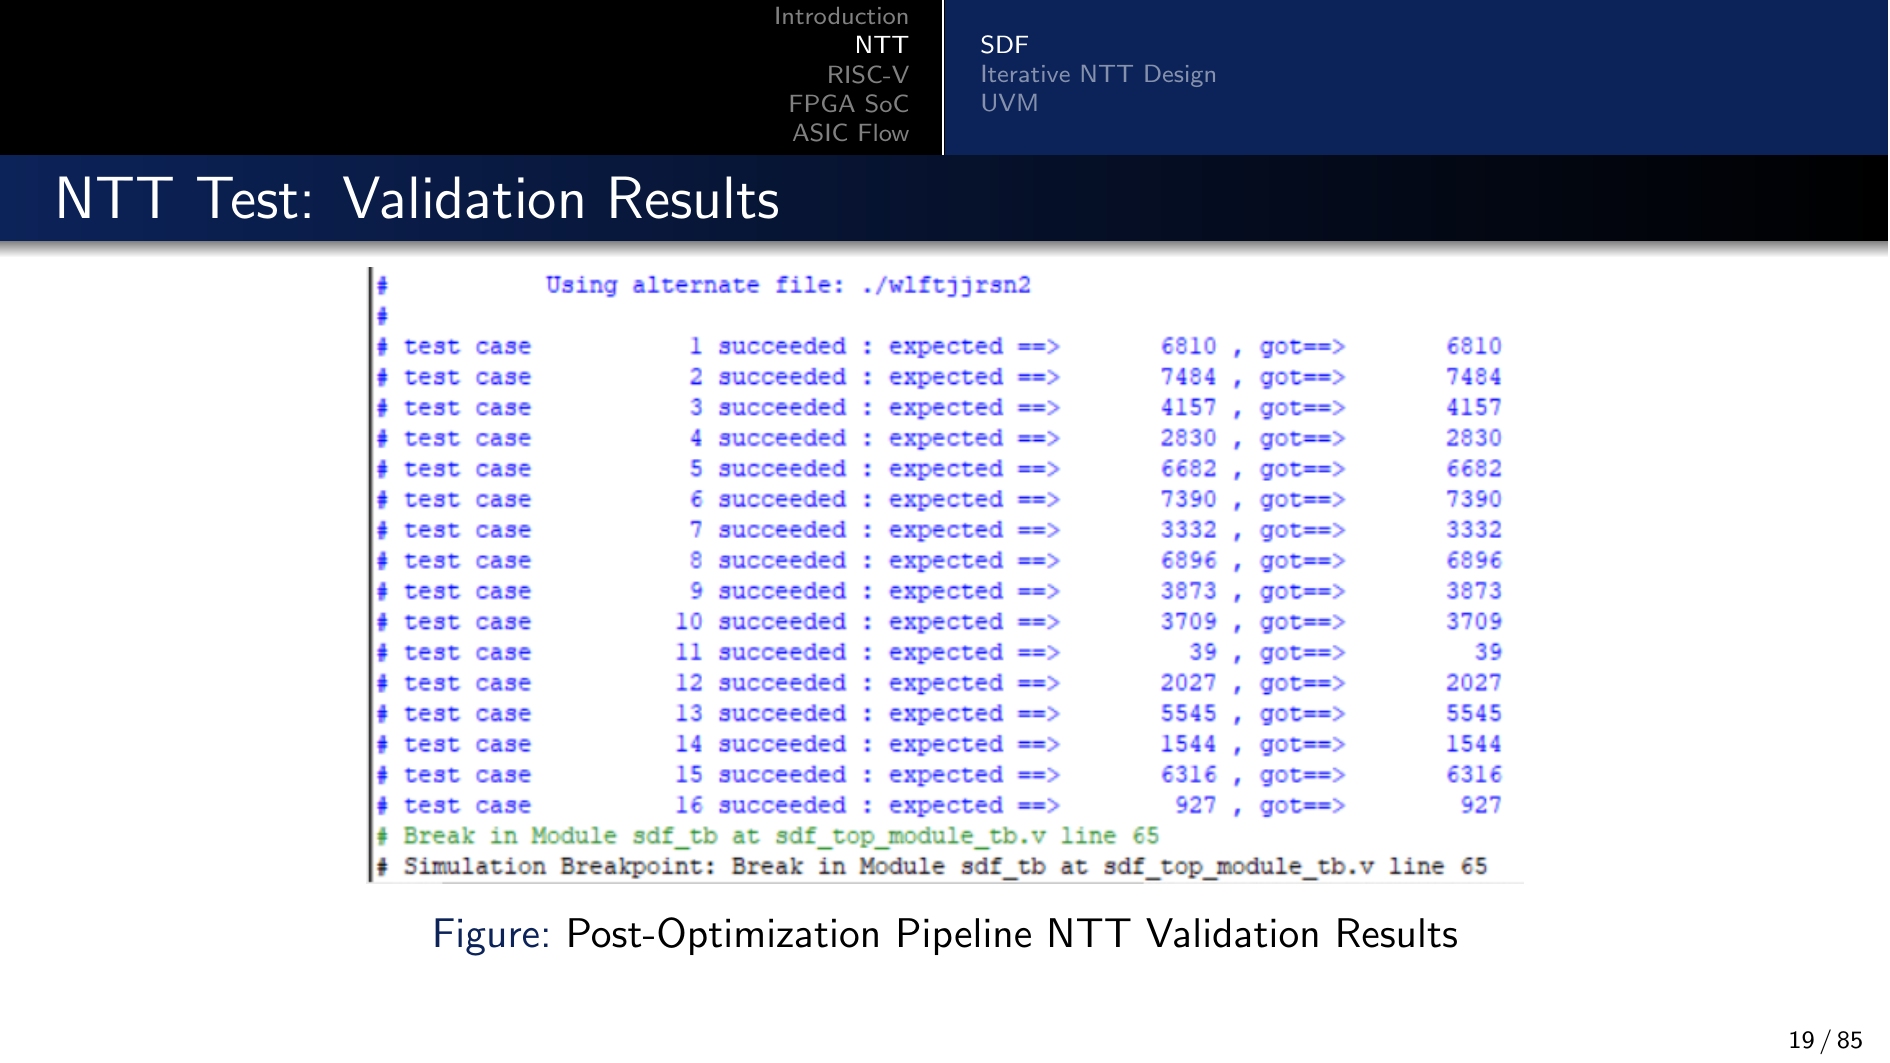 Introduction
NTT
RISC-V
FPGA SoC
ASIC Flow
SDF
Iterative NTT Design
UVM
NTT Test: Validation Results
# Using alternate file: ./wlftjjrsn2
#
# test case 1 succeeded : expected ==> 6810 , got==> 6810
# test case 2 succeeded : expected ==> 7484 , got==> 7484
# test case 3 succeeded : expected ==> 4157 , got==> 4157
# test case 4 succeeded : expected ==> 2830 , got==> 2830
# test case 5 succeeded : expected ==> 6682 , got==> 6682
# test case 6 succeeded : expected ==> 7390 , got==> 7390
# test case 7 succeeded : expected ==> 3332 , got==> 3332
# test case 8 succeeded : expected ==> 6896 , got==> 6896
# test case 9 succeeded : expected ==> 3873 , got==> 3873
# test case 10 succeeded : expected ==> 3709 , got==> 3709
# test case 11 succeeded : expected ==> 39 , got==> 39
# test case 12 succeeded : expected ==> 2027 , got==> 2027
# test case 13 succeeded : expected ==> 5545 , got==> 5545
# test case 14 succeeded : expected ==> 1544 , got==> 1544
# test case 15 succeeded : expected ==> 6316 , got==> 6316
# test case 16 succeeded : expected ==> 927 , got==> 927
# Break in Module sdf_tb at sdf_top_module_tb.v line 65
# Simulation Breakpoint: Break in Module sdf_tb at sdf_top_module_tb.v line 65
Figure: Post-Optimization Pipeline NTT Validation Results
19 / 85